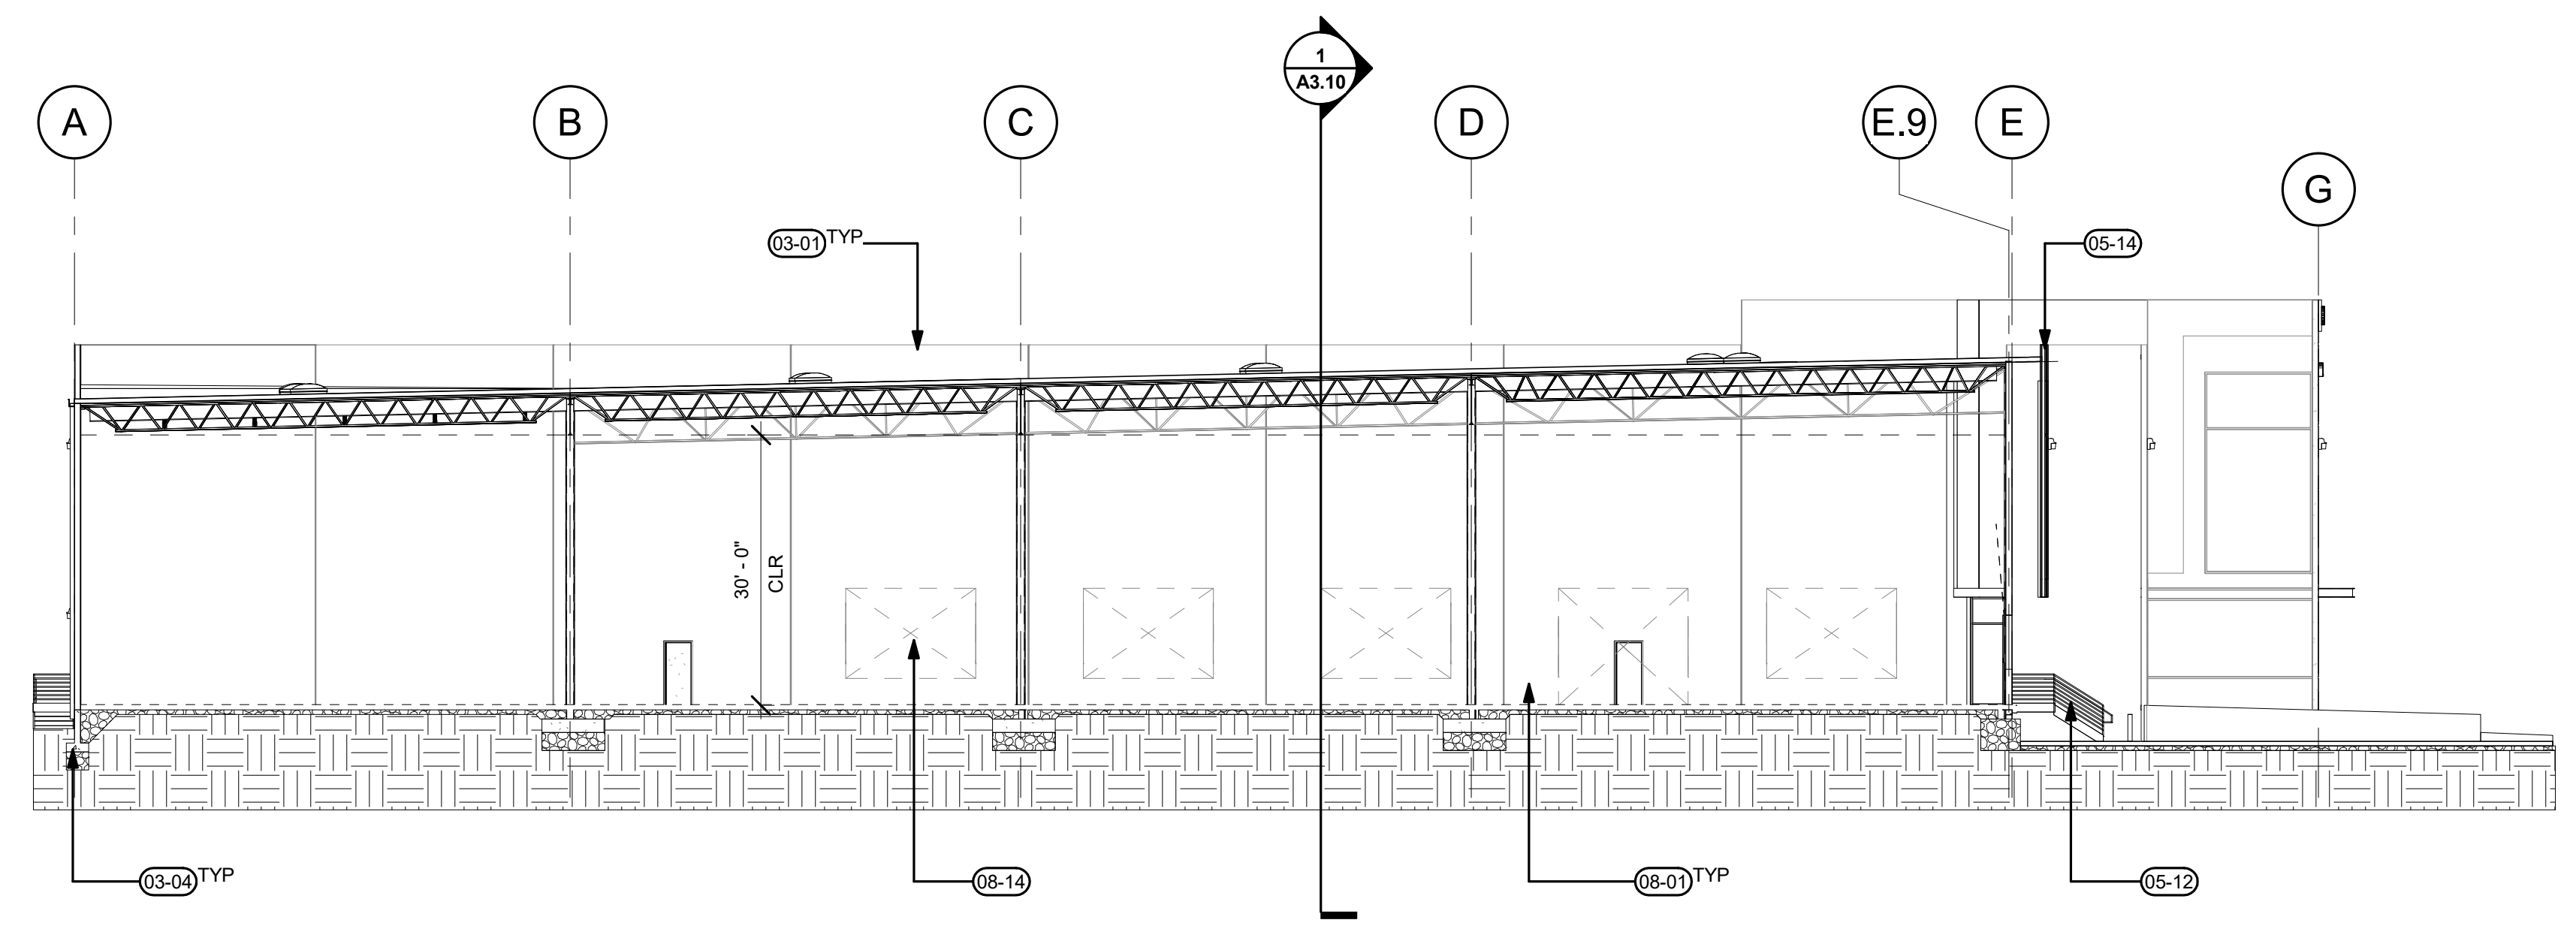 1
A3.10
A
B
C
D
E.9
E
G
03-01 TYP
05-14
30' - 0"
CLR
03-04 TYP
08-14
08-01 TYP
05-12